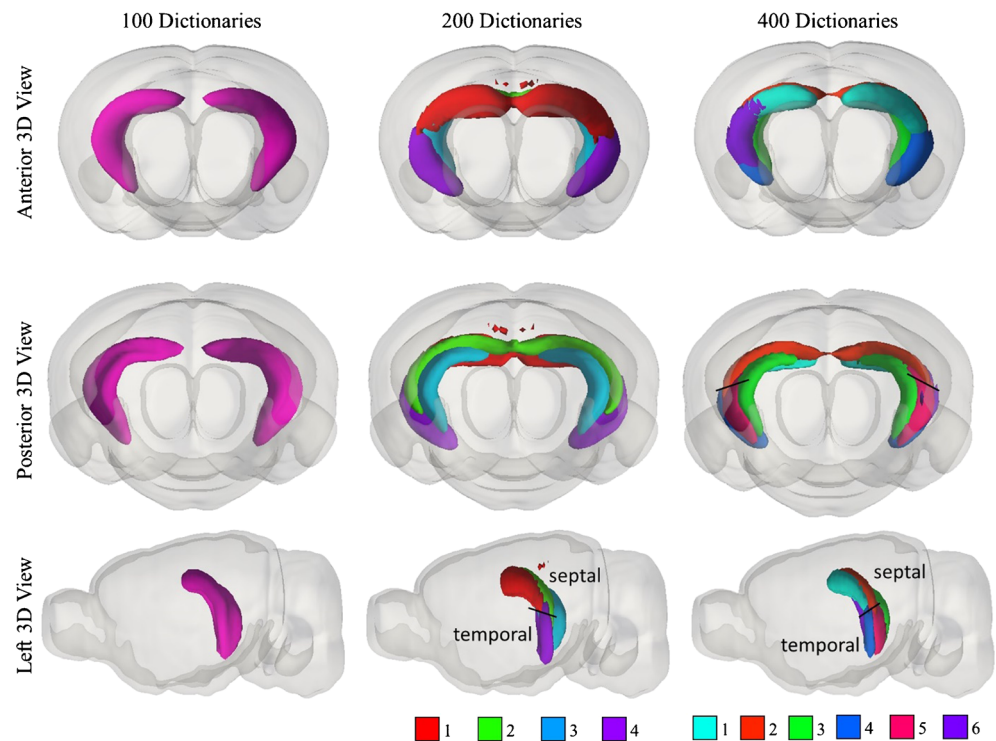 100 Dictionaries 200 Dictionaries 400 Dictionaries
Anterior 3D View
Posterior 3D View
Left 3D View
septal
temporal
septal
temporal
1 2 3 4
1 2 3 4 5 6